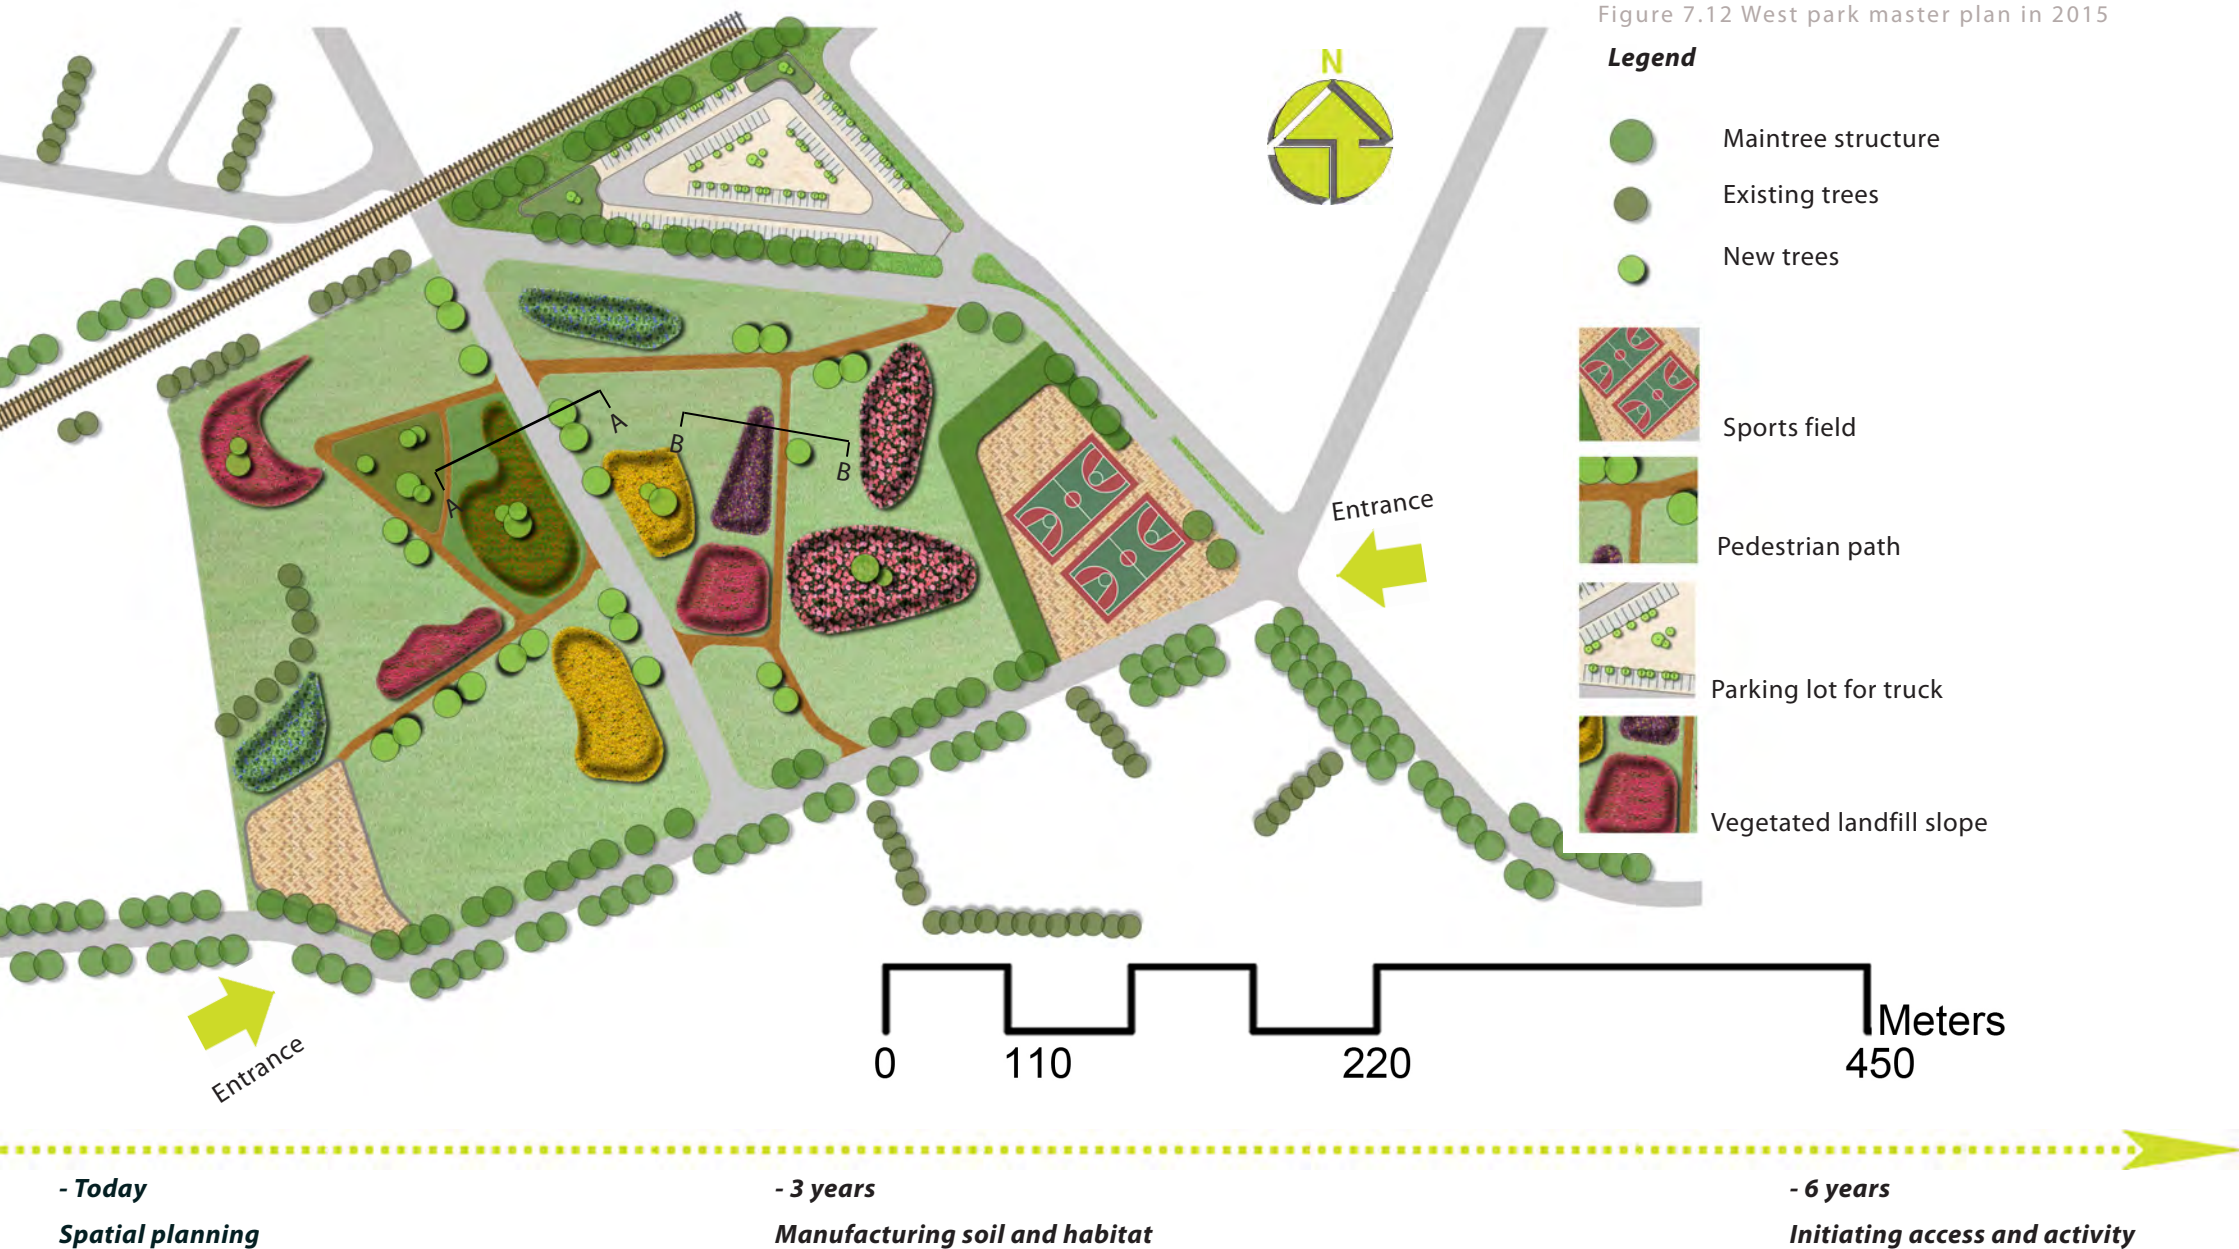 Figure 7.12 West park master plan in 2015
Legend
N
Maintree structure
Existing trees
New trees
Sports field
Pedestrian path
Parking lot for truck
Vegetated landfill slope
A
A
B
B
Entrance
Entrance
Meters
0 110 220 450
- Today
Spatial planning
- 3 years
Manufacturing soil and habitat
- 6 years
Initiating access and activity